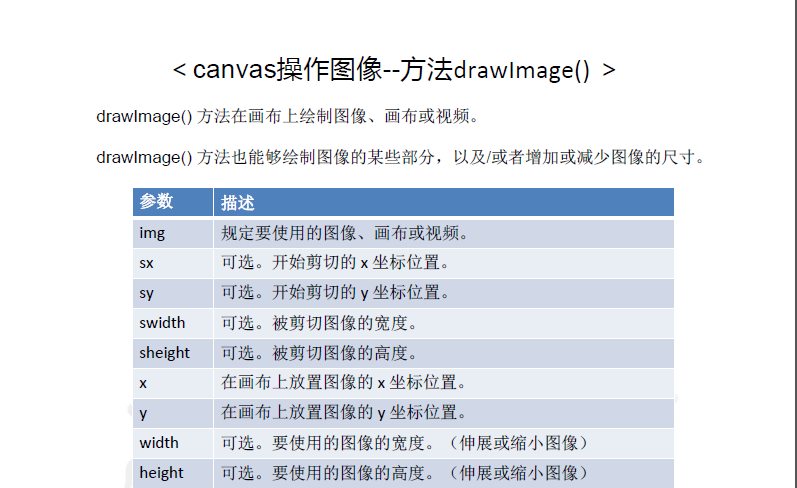 < canvas操作图像--方法drawImage() >
drawImage() 方法在画布上绘制图像、画布或视频。
drawImage() 方法也能够绘制图像的某些部分，以及/或者增加或减少图像的尺寸。
参数 描述
img 规定要使用的图像、画布或视频。
sx 可选。开始剪切的 x 坐标位置。
sy 可选。开始剪切的 y 坐标位置。
swidth 可选。被剪切图像的宽度。
sheight 可选。被剪切图像的高度。
x 在画布上放置图像的 x 坐标位置。
y 在画布上放置图像的 y 坐标位置。
width 可选。要使用的图像的宽度。（伸展或缩小图像）
height 可选。要使用的图像的高度。（伸展或缩小图像）